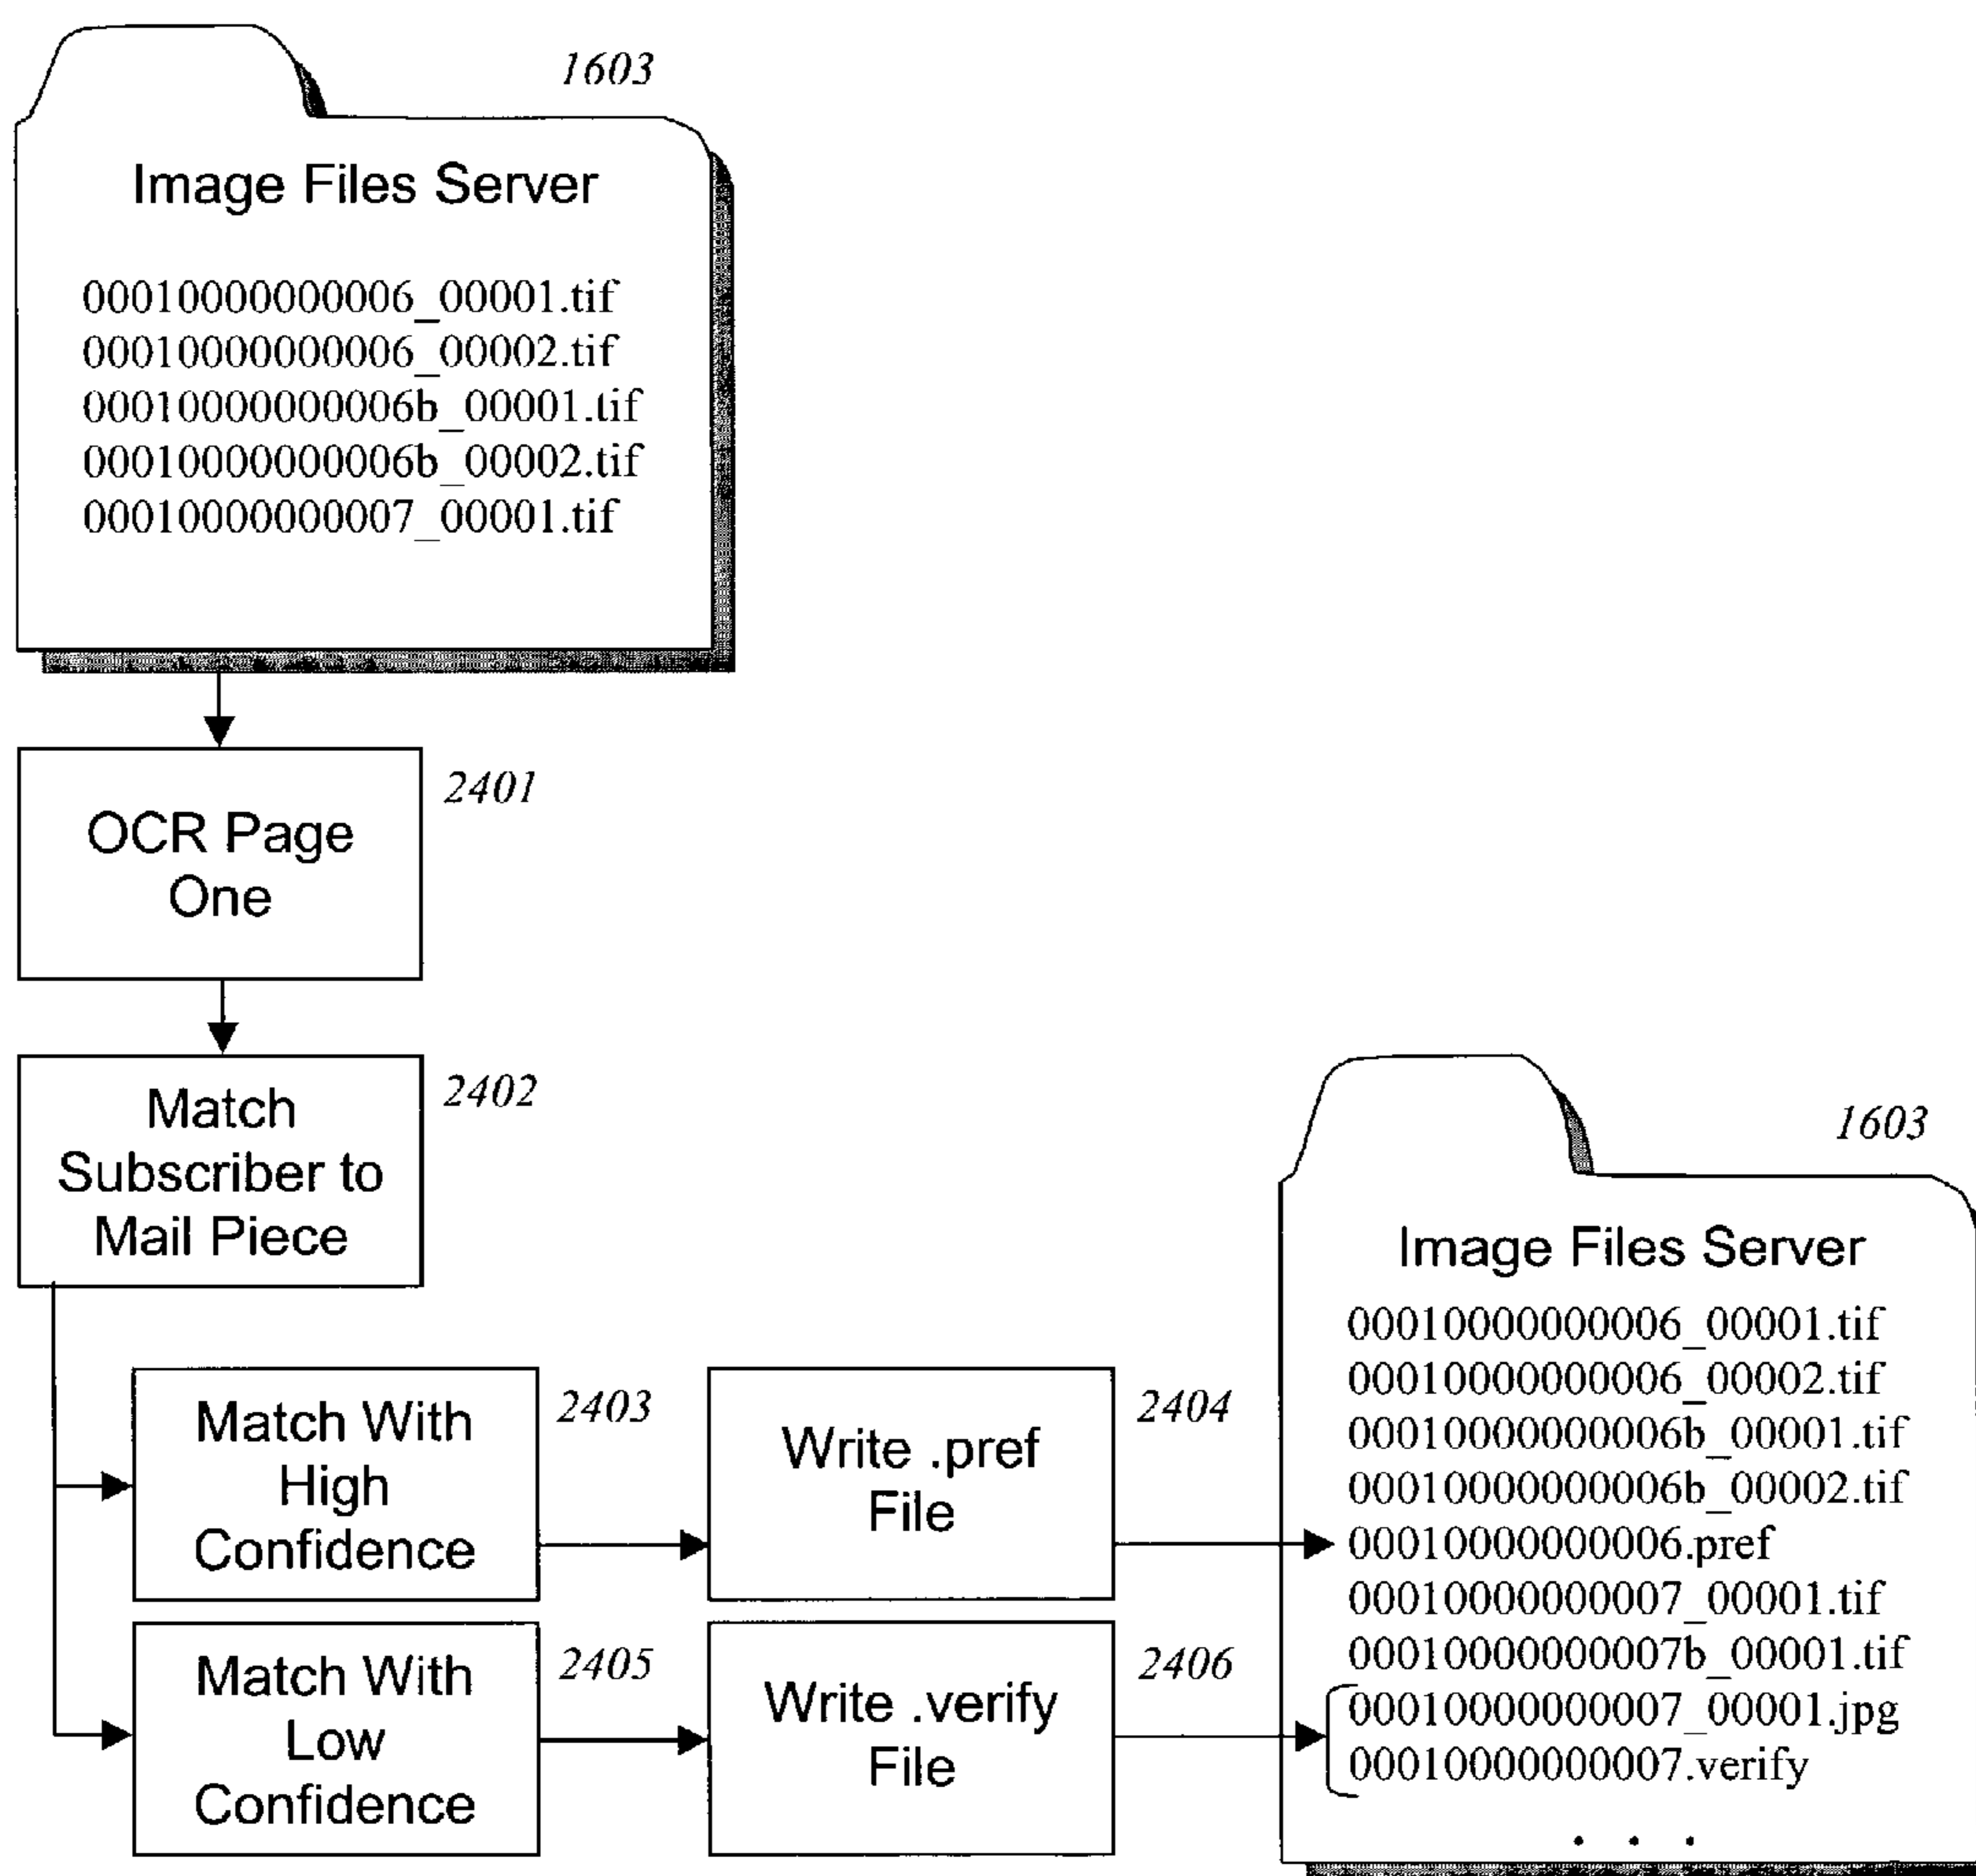 1603
Image Files Server
00010000000006_00001.tif
00010000000006_00002.tif
00010000000006b_00001.tif
00010000000006b_00002.tif
00010000000007_00001.tif
2401
OCR Page
One
2402
Match
Subscriber to
Mail Piece
2403
Match With
High
Confidence
2404
Write .pref
File
2405
Match With
Low
Confidence
2406
Write .verify
File
1603
Image Files Server
00010000000006_00001.tif
00010000000006_00002.tif
00010000000006b_00001.tif
00010000000006b_00002.tif
00010000000006.pref
00010000000007_00001.tif
00010000000007b_00001.tif
00010000000007_00001.jpg
00010000000007.verify
. . .